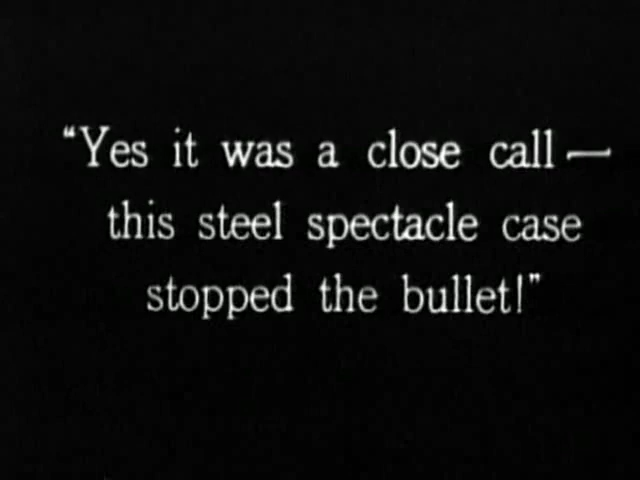 “Yes it was a close call —
this steel spectacle case
stopped the bullet!”